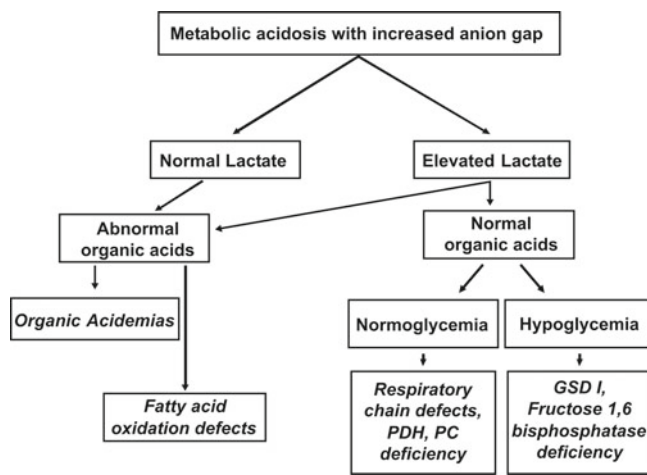 Metabolic acidosis with increased anion gap
Normal Lactate
Elevated Lactate
Abnormal
organic acids
Normal
organic acids
Organic Acidemias
Normoglycemia
Hypoglycemia
Fatty acid
oxidation defects
Respiratory
chain defects,
PDH, PC
deficiency
GSD I,
Fructose 1,6
bisphosphatase
deficiency